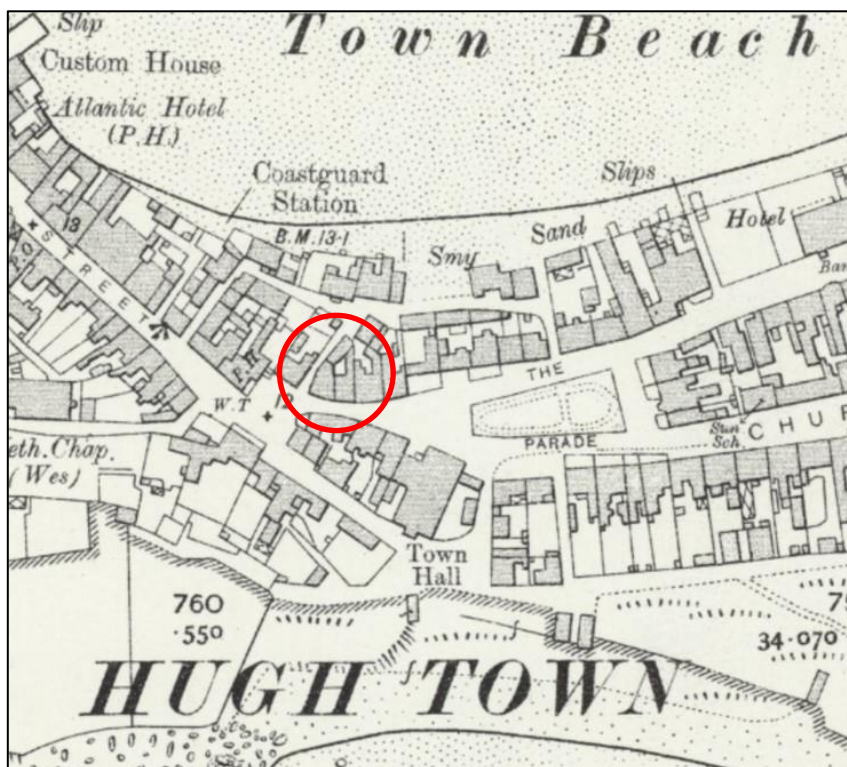 Slip
Town Beach
Custom House
Atlantic Hotel
(P.H.)
Coastguard
Station
Slips
B.M. 13·1
Sand
Hotel
Smy
13
P.O.
STREET
THE
W.T
12
PARADE
Sun^y
Sch.
CHUR
eth. Chap.
(Wes)
Town
Hall
760
·550
34·070
HUGH TOWN